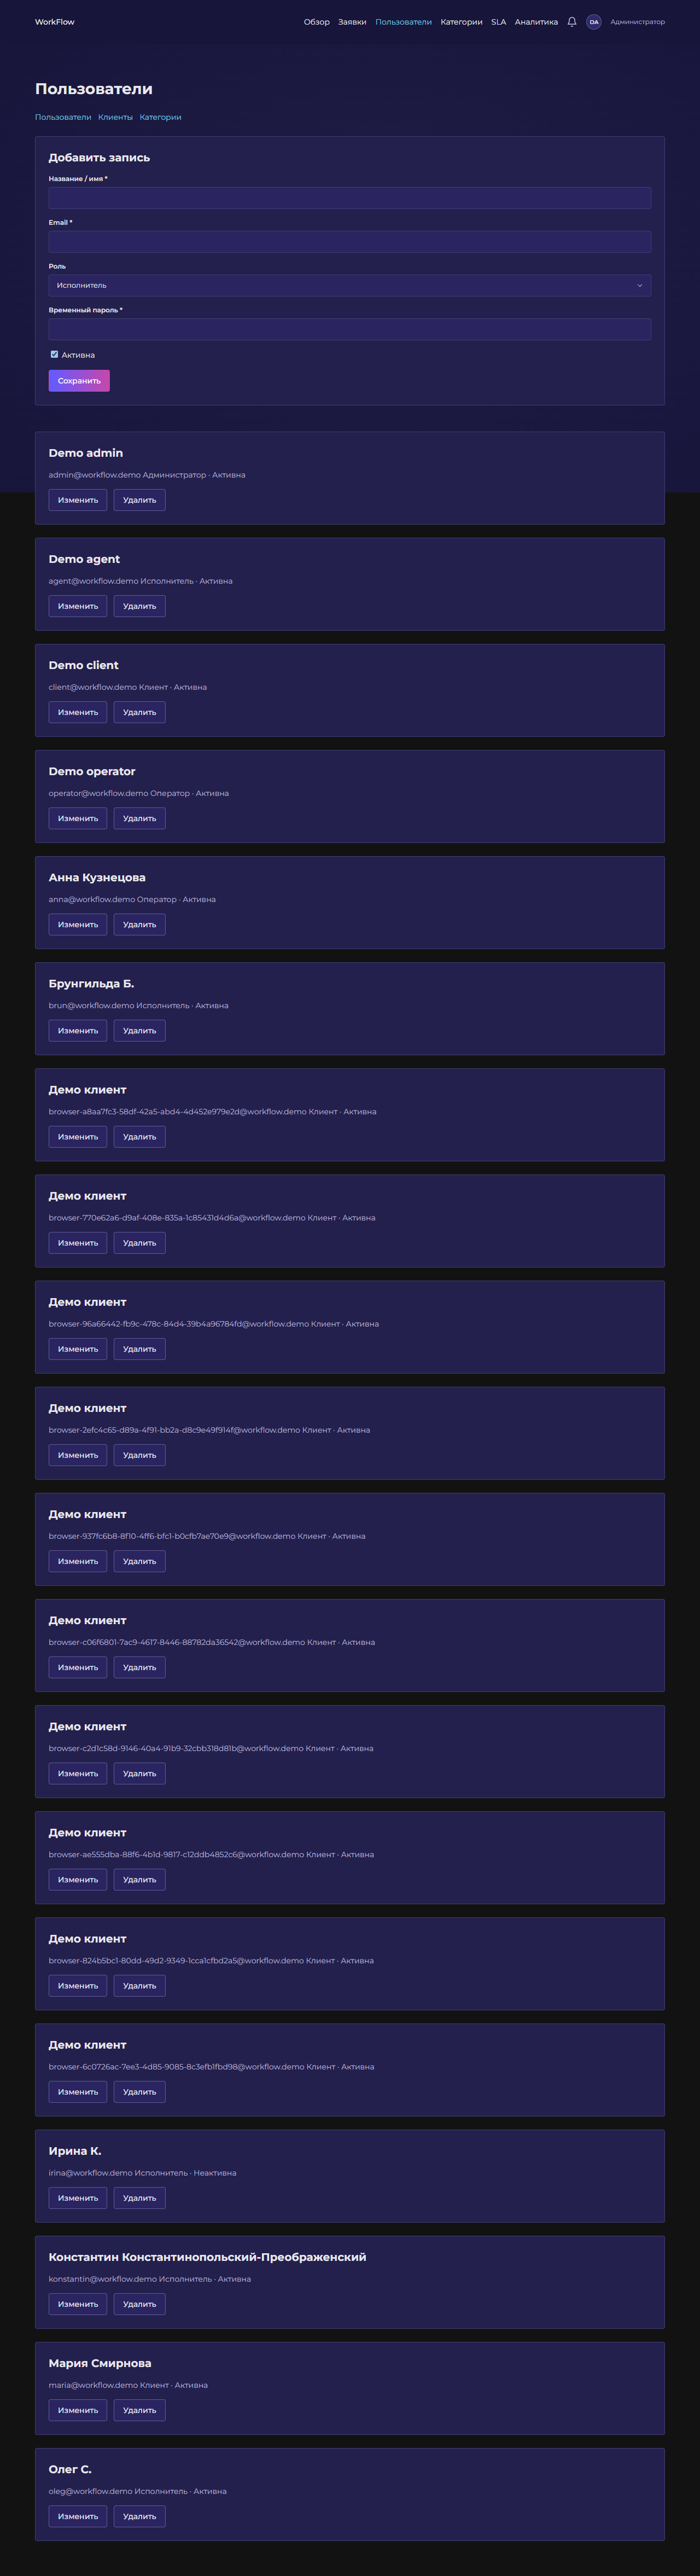 WorkFlow
Обзор Заявки Пользователи Категории SLA Аналитика DA Администратор
Пользователи
Пользователи Клиенты Категории
Добавить запись
Название / имя *
Email *
Роль
Исполнитель
Временный пароль *
Активна
Сохранить
Demo admin
admin@workflow.demo Администратор · Активна
Изменить Удалить
Demo agent
agent@workflow.demo Исполнитель · Активна
Изменить Удалить
Demo client
client@workflow.demo Клиент · Активна
Изменить Удалить
Demo operator
operator@workflow.demo Оператор · Активна
Изменить Удалить
Анна Кузнецова
anna@workflow.demo Оператор · Активна
Изменить Удалить
Брунгильда Б.
brun@workflow.demo Исполнитель · Активна
Изменить Удалить
Демо клиент
browser-a8aa7fc3-58df-42a5-abd4-4d452e979e2d@workflow.demo Клиент · Активна
Изменить Удалить
Демо клиент
browser-770e62a6-d9af-408e-835a-1c85431d4d6a@workflow.demo Клиент · Активна
Изменить Удалить
Демо клиент
browser-96a66442-fb9c-478c-84d4-39b4a96784fd@workflow.demo Клиент · Активна
Изменить Удалить
Демо клиент
browser-2efc4c65-d89a-4f91-bb2a-d8c9e49f914f@workflow.demo Клиент · Активна
Изменить Удалить
Демо клиент
browser-937fc6b8-8f10-4ff6-bfc1-b0cfb7ae70e9@workflow.demo Клиент · Активна
Изменить Удалить
Демо клиент
browser-c06f6801-7ac9-4617-8446-88782da36542@workflow.demo Клиент · Активна
Изменить Удалить
Демо клиент
browser-c2d1c58d-9146-40a4-91b9-32cbb318d81b@workflow.demo Клиент · Активна
Изменить Удалить
Демо клиент
browser-ae555dba-88f6-4b1d-9817-c12ddb4852c6@workflow.demo Клиент · Активна
Изменить Удалить
Демо клиент
browser-824b5bc1-80dd-49d2-9349-1cca1cfbd2a5@workflow.demo Клиент · Активна
Изменить Удалить
Демо клиент
browser-6c0726ac-7ee3-4d85-9085-8c3efb1fbd98@workflow.demo Клиент · Активна
Изменить Удалить
Ирина К.
irina@workflow.demo Исполнитель · Неактивна
Изменить Удалить
Константин Константинопольский-Преображенский
konstantin@workflow.demo Исполнитель · Активна
Изменить Удалить
Мария Смирнова
maria@workflow.demo Клиент · Активна
Изменить Удалить
Олег С.
oleg@workflow.demo Исполнитель · Активна
Изменить Удалить